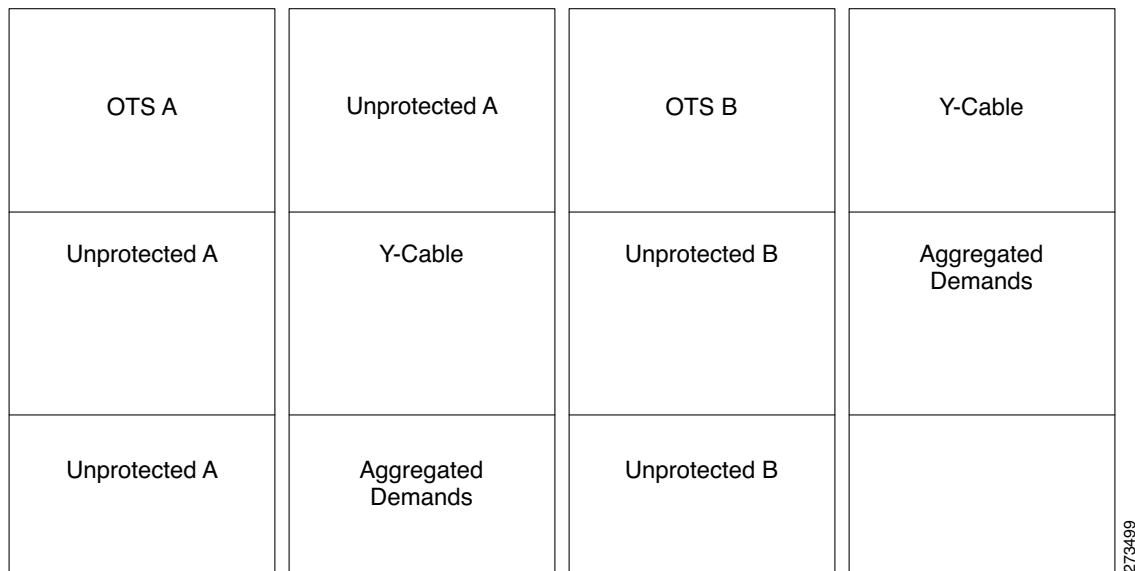 OTS A
Unprotected A
OTS B
Y-Cable
Unprotected A
Y-Cable
Unprotected B
Aggregated
Demands
Unprotected A
Aggregated
Demands
Unprotected B
273499